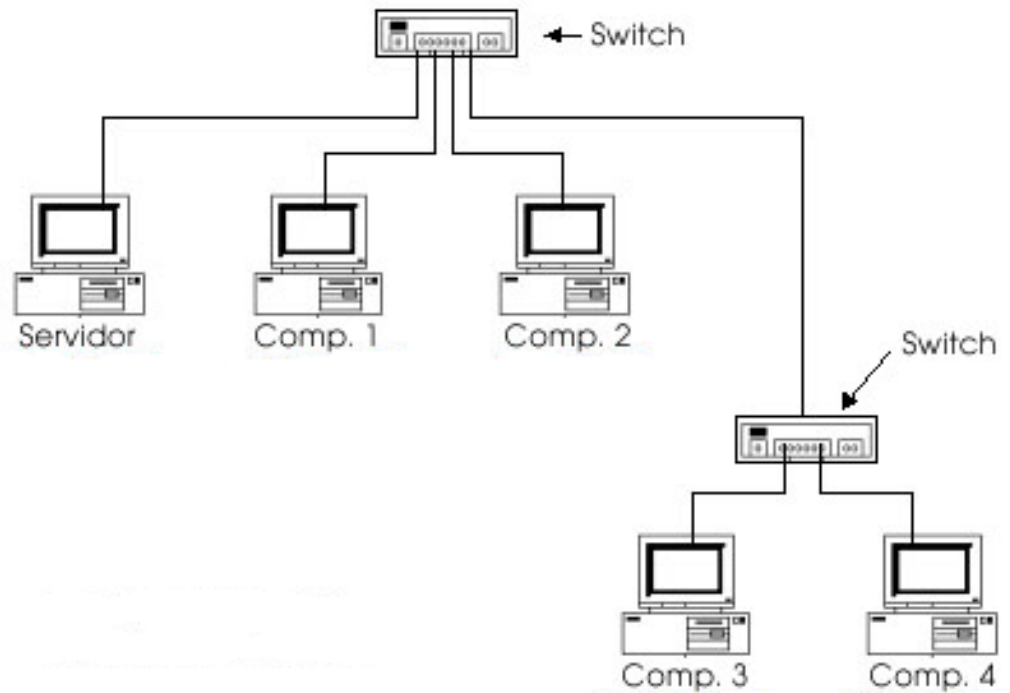 Switch
Servidor
Comp. 1
Comp. 2
Switch
Comp. 3
Comp. 4